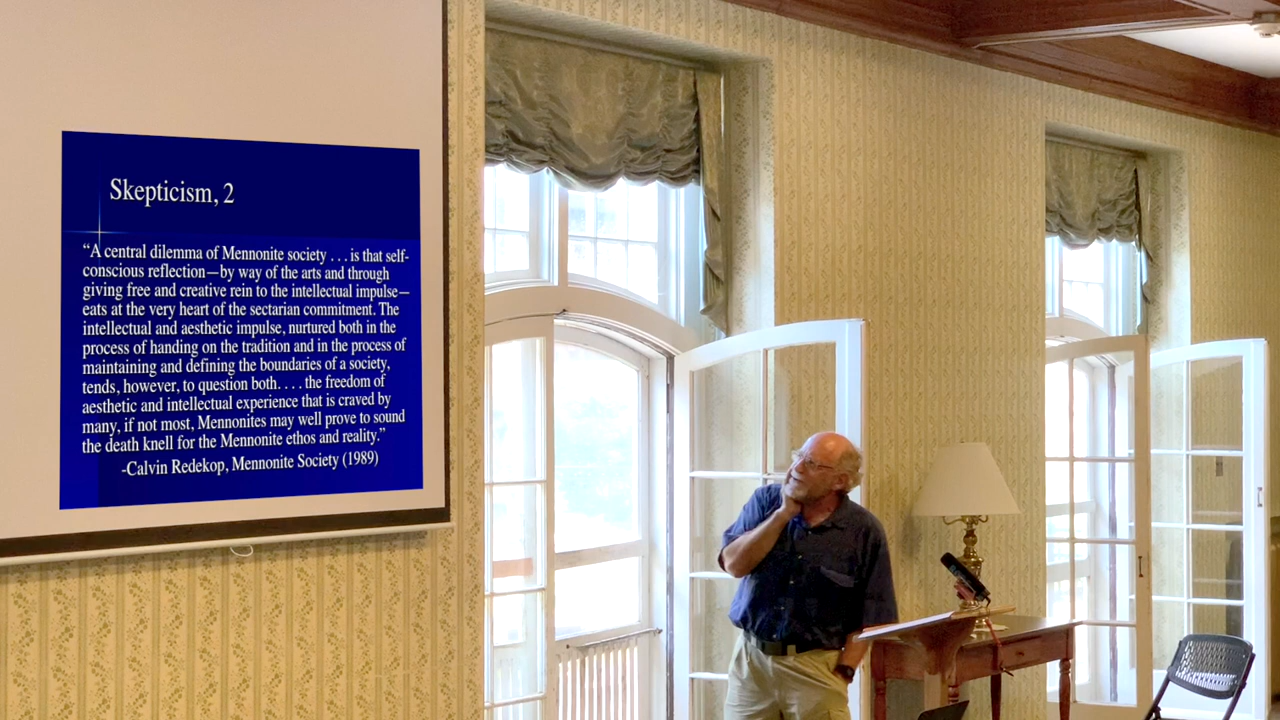 Skepticism, 2
“A central dilemma of Mennonite society . . . is that self-
conscious reflection—by way of the arts and through
giving free and creative rein to the intellectual impulse—
eats at the very heart of the sectarian commitment. The
intellectual and aesthetic impulse, nurtured both in the
process of handing on the tradition and in the process of
maintaining and defining the boundaries of a society,
tends, however, to question both. . . . the freedom of
aesthetic and intellectual experience that is craved by
many, if not most, Mennonites may well prove to sound
the death knell for the Mennonite ethos and reality.”
-Calvin Redekop, Mennonite Society (1989)